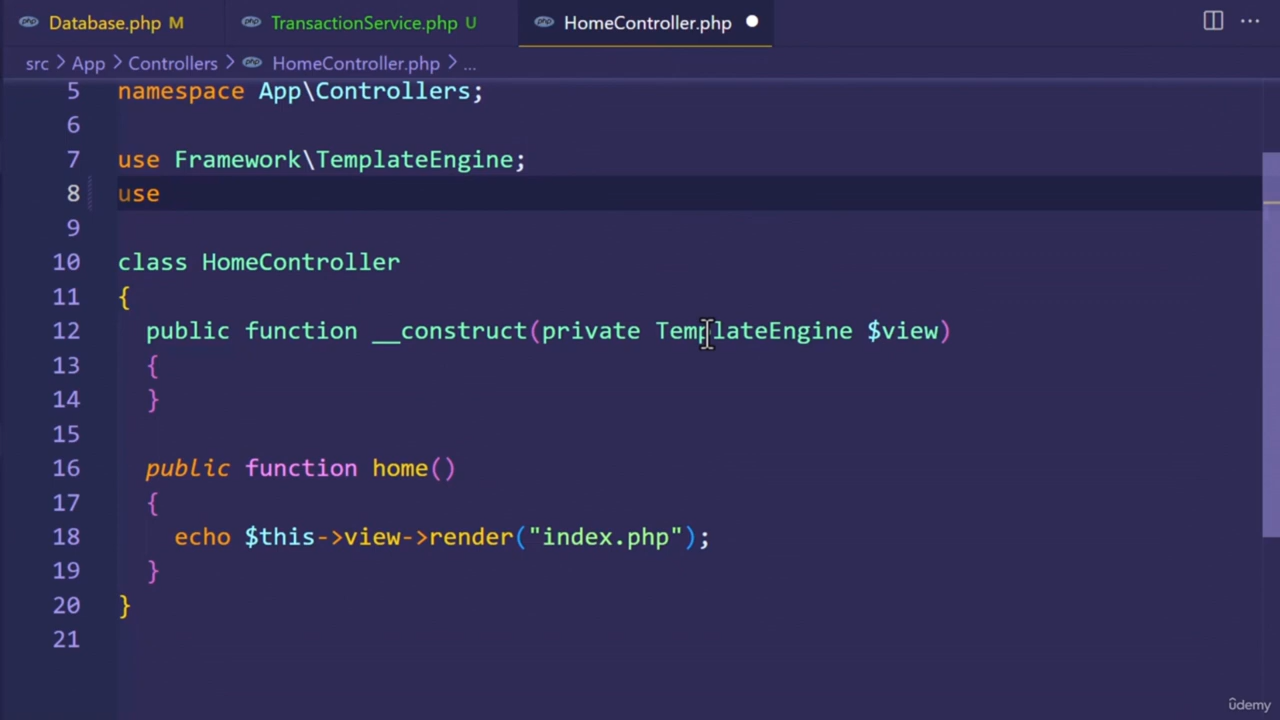 Database.php M TransactionService.php U HomeController.php
src > App > Controllers > HomeController.php > ...
5 namespace App\Controllers;
6
7 use Framework\TemplateEngine;
8 use
9
10 class HomeController
11 {
12 public function __construct(private TemplateEngine $view)
13 {
14 }
15
16 public function home()
17 {
18 echo $this->view->render("index.php");
19 }
20 }
21
ûdemy